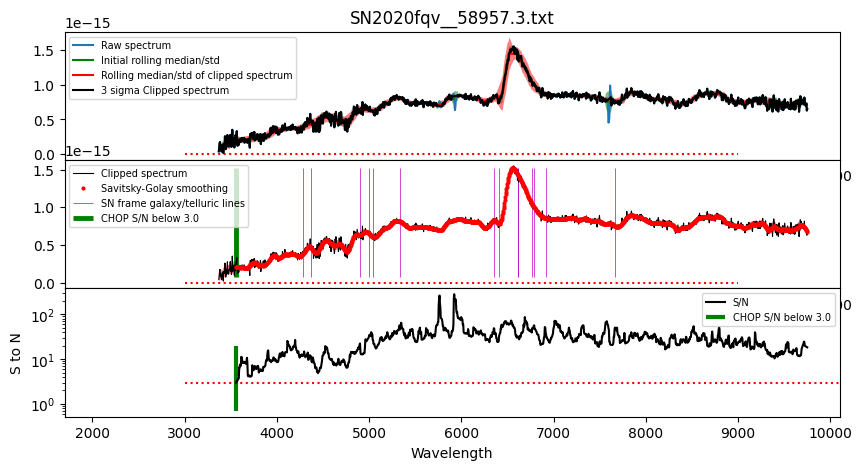 SN2020fqv__58957.3.txt
1e−15
1.5
1.0
0.5
0.0
Raw spectrum
Initial rolling median/std
Rolling median/std of clipped spectrum
3 sigma Clipped spectrum
1e−15
1.5
1.0
0.5
0.0
Clipped spectrum
Savitsky-Golay smoothing
SN frame galaxy/telluric lines
CHOP S/N below 3.0
S to N
10²
10¹
10⁰
S/N
CHOP S/N below 3.0
2000 3000 4000 5000 6000 7000 8000 9000 10000
Wavelength